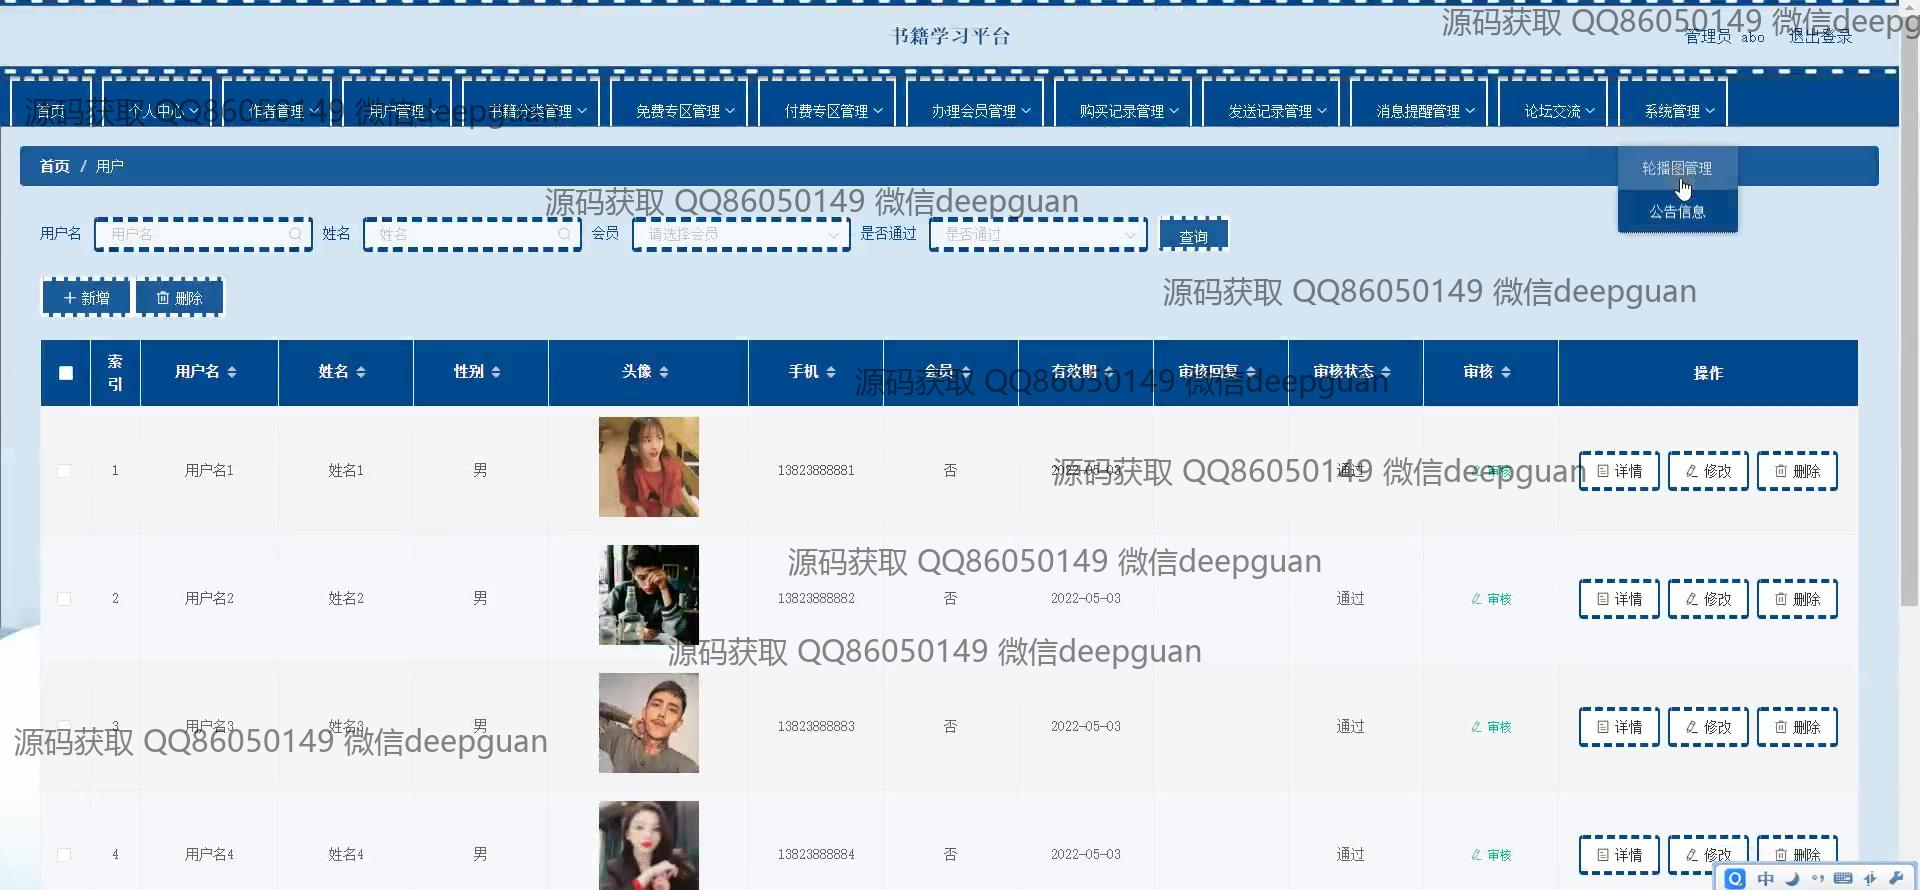 书籍学习平台
管理员 abo 退出登录
源码获取 QQ86050149 微信deepg
首页 个人中心 作者管理 用户管理 书籍分类管理 免费专区管理 付费专区管理 办理会员管理 购买记录管理 发送记录管理 消息提醒管理 论坛交流 系统管理
源码获取 QQ86050149 微信deepguan
首页 / 用户
轮播图管理
公告信息
源码获取 QQ86050149 微信deepguan
用户名 用户名 姓名 姓名 会员 请选择会员 是否通过 是否通过 查询
新增 删除
源码获取 QQ86050149 微信deepguan
索引 用户名 姓名 性别 头像 手机 会员 有效期 审核回复 审核状态 审核 操作
源码获取 QQ86050149 微信deepguan
1 用户名1 姓名1 男 13823888881 否 2022-05-03 通过 审核 详情 修改 删除
源码获取 QQ86050149 微信deepguan
源码获取 QQ86050149 微信deepguan
2 用户名2 姓名2 男 13823888882 否 2022-05-03 通过 审核 详情 修改 删除
源码获取 QQ86050149 微信deepguan
3 用户名3 姓名3 男 13823888883 否 2022-05-03 通过 审核 详情 修改 删除
源码获取 QQ86050149 微信deepguan
4 用户名4 姓名4 男 13823888884 否 2022-05-03 通过 审核 详情 修改 删除
中